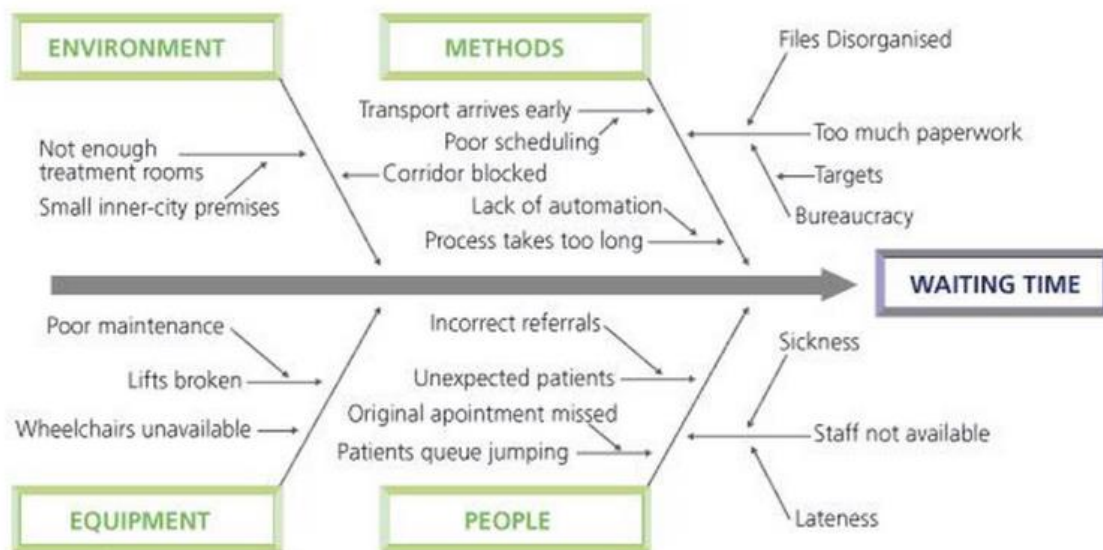 ENVIRONMENT
METHODS
Files Disorganised
Transport arrives early
Poor scheduling
Too much paperwork
Not enough
treatment rooms
Corridor blocked
Targets
Small inner-city premises
Lack of automation
Bureaucracy
Process takes too long
WAITING TIME
Poor maintenance
Incorrect referrals
Sickness
Lifts broken
Unexpected patients
Original apointment missed
Wheelchairs unavailable
Staff not available
Patients queue jumping
EQUIPMENT
PEOPLE
Lateness